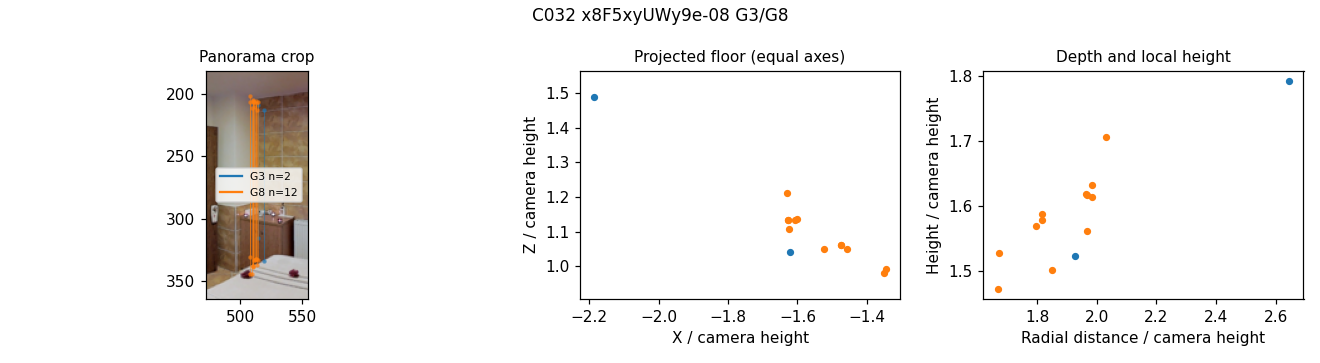 C032 x8F5xyUWy9e-08 G3/G8
Panorama crop
200
250
300
350
500
550
G3 n=2
G8 n=12
Projected floor (equal axes)
Z / camera height
1.5
1.4
1.3
1.2
1.1
1.0
−2.2
−2.0
−1.8
−1.6
−1.4
X / camera height
Depth and local height
Height / camera height
1.8
1.7
1.6
1.5
1.8
2.0
2.2
2.4
2.6
Radial distance / camera height